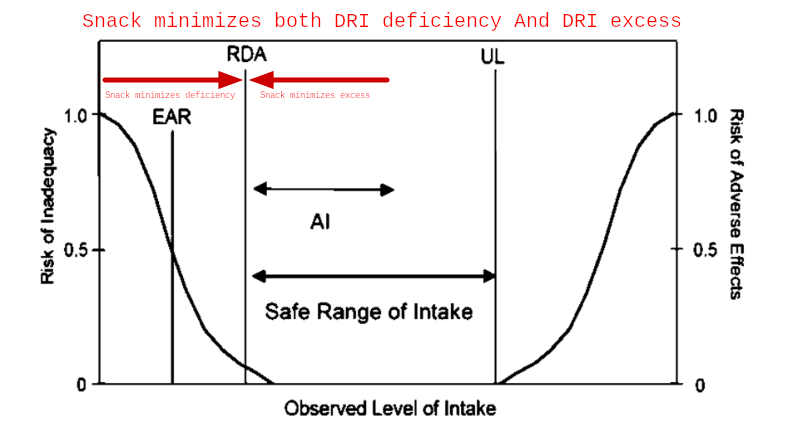 Snack minimizes both DRI deficiency And DRI excess
RDA
UL
Snack minimizes deficiency
Snack minimizes excess
1.0
EAR
1.0
Risk of Inadequacy
Risk of Adverse Effects
AI
0.5
0.5
Safe Range of Intake
0
0
Observed Level of Intake